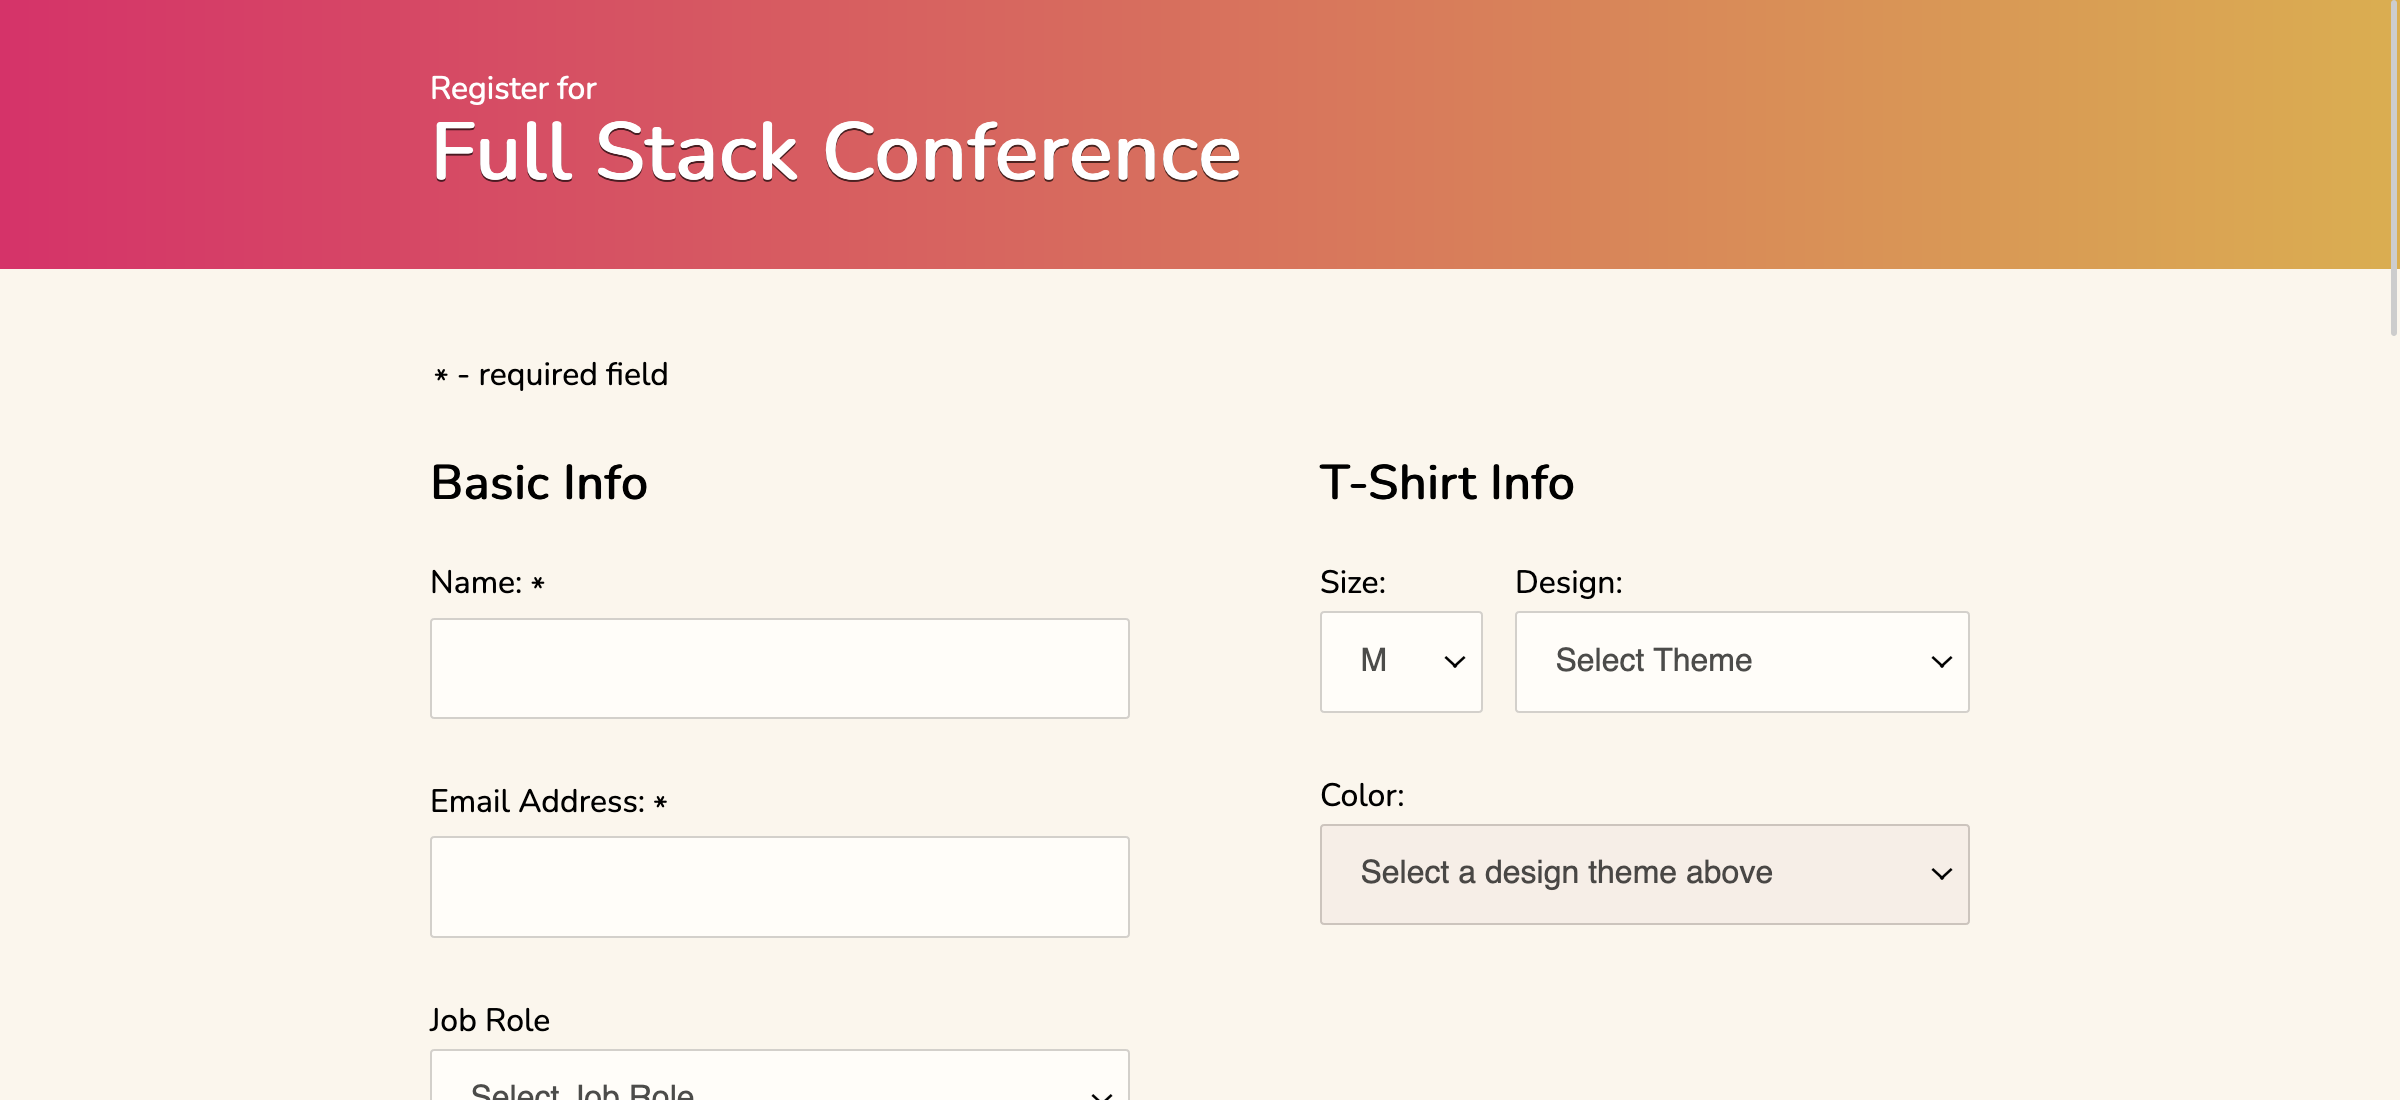 Register for
Full Stack Conference
* - required field
Basic Info
Name: *
Email Address: *
Job Role
Select Job Role
T-Shirt Info
Size:
Design:
M
Select Theme
Color:
Select a design theme above